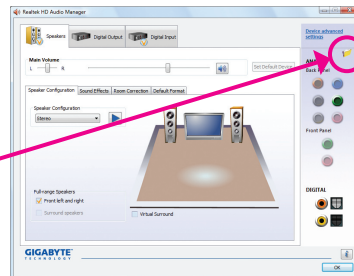 Realtek HD Audio Manager
Speakers
Digital Output
Digital Input
Device advanced
settings
Main Volume
L
R
Set Default Device
ANA
Back Panel
Speaker Configuration
Sound Effects
Room Correction
Default Format
Speaker Configuration
Stereo
Front Panel
Full-range Speakers
Front left and right
Surround speakers
Virtual Surround
DIGITAL
GIGABYTE
TECHNOLOGY
i
OK